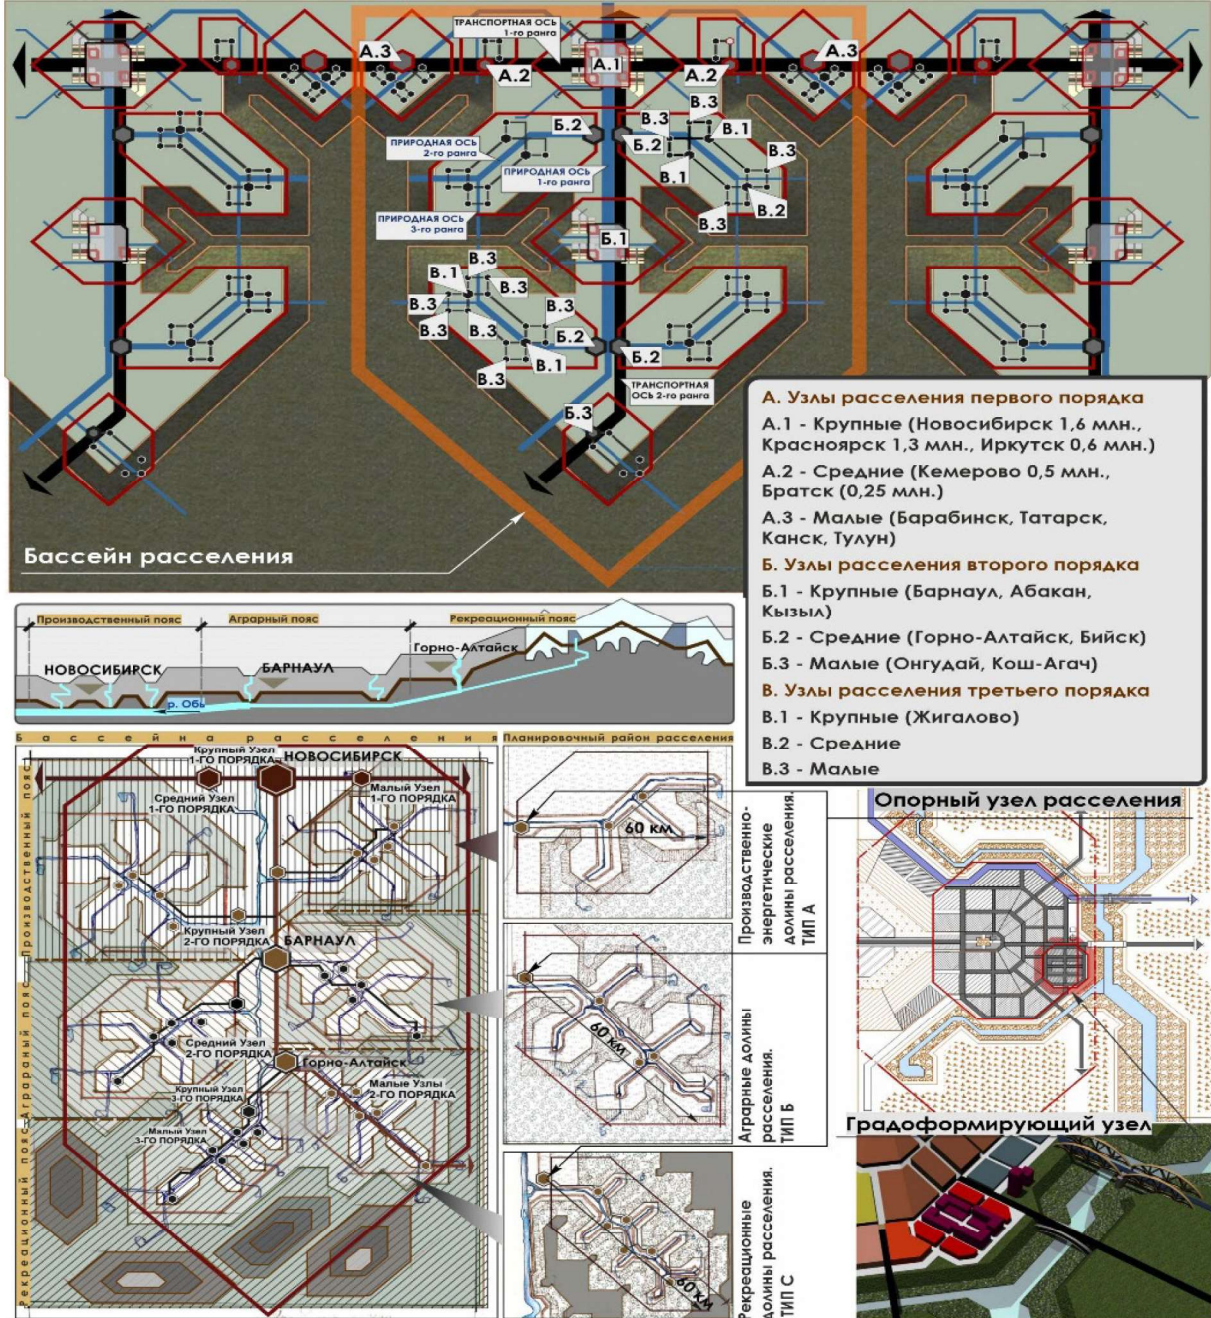 ТРАНСПОРТНАЯ ОСЬ
1-го ранга
А.3
А.2
А.1
А.2
А.3
В.3
Б.2
В.3
В.1
Б.2
ПРИРОДНАЯ ОСЬ
2-го ранга
В.3
В.1
ПРИРОДНАЯ ОСЬ
1-го ранга
В.2
В.3
ПРИРОДНАЯ ОСЬ
3-го ранга
Б.1
В.3
В.1
В.3
В.3
В.3
В.3
В.3
Б.2
В.1
Б.2
В.3
ТРАНСПОРТНАЯ
ОСЬ 2-го ранга
Б.3
Бассейн расселения
А. Узлы расселения первого порядка
А.1 - Крупные (Новосибирск 1,6 млн.,
Красноярск 1,3 млн., Иркутск 0,6 млн.)
А.2 - Средние (Кемерово 0,5 млн.,
Братск (0,25 млн.)
А.3 - Малые (Барабинск, Татарск,
Канск, Тулун)
Б. Узлы расселения второго порядка
Б.1 - Крупные (Барнаул, Абакан,
Кызыл)
Б.2 - Средние (Горно-Алтайск, Бийск)
Б.3 - Малые (Онгудай, Кош-Агач)
В. Узлы расселения третьего порядка
В.1 - Крупные (Жигалово)
В.2 - Средние
В.3 - Малые
Производственный пояс
Аграрный пояс
Рекреационный пояс
НОВОСИБИРСК
БАРНАУЛ
Горно-Алтайск
р. Обь
Бассейна расселения
Производственный пояс
Аграраный пояс
Рекреационный пояс
Крупный Узел
1-ГО ПОРЯДКА
НОВОСИБИРСК
Средний Узел
1-ГО ПОРЯДКА
Малый Узел
1-ГО ПОРЯДКА
Крупный Узел
2-ГО ПОРЯДКА
БАРНАУЛ
Средний Узел
2-ГО ПОРЯДКА
Горно-Алтайск
Крупный Узел
3-ГО ПОРЯДКА
Малые Узлы
2-ГО ПОРЯДКА
Малый Узел
3-ГО ПОРЯДКА
Планировочный район расселения
60 км
Производственно-
энергетические
долины расселения.
ТИП А
60 км
Аграрные долины
расселения.
ТИП Б
60 км
Рекреационные
долины расселения.
ТИП С
Опорный узел расселения
Градоформирующий узел